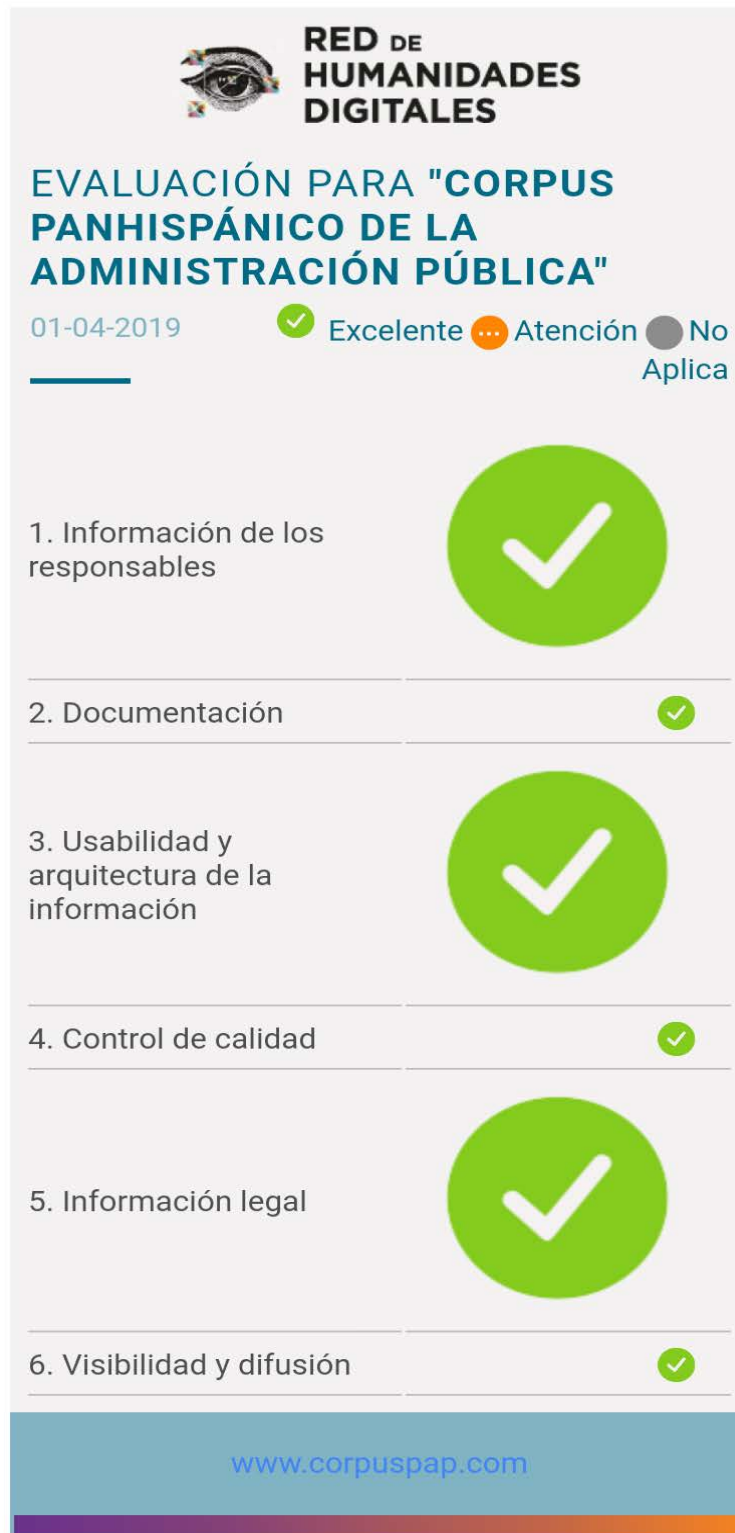 RED DE
HUMANIDADES
DIGITALES
EVALUACIÓN PARA "CORPUS
PANHISPÁNICO DE LA
ADMINISTRACIÓN PÚBLICA"
01-04-2019
Excelente Atención No
Aplica
1. Información de los
responsables
2. Documentación
3. Usabilidad y
arquitectura de la
información
4. Control de calidad
5. Información legal
6. Visibilidad y difusión
www.corpuspap.com